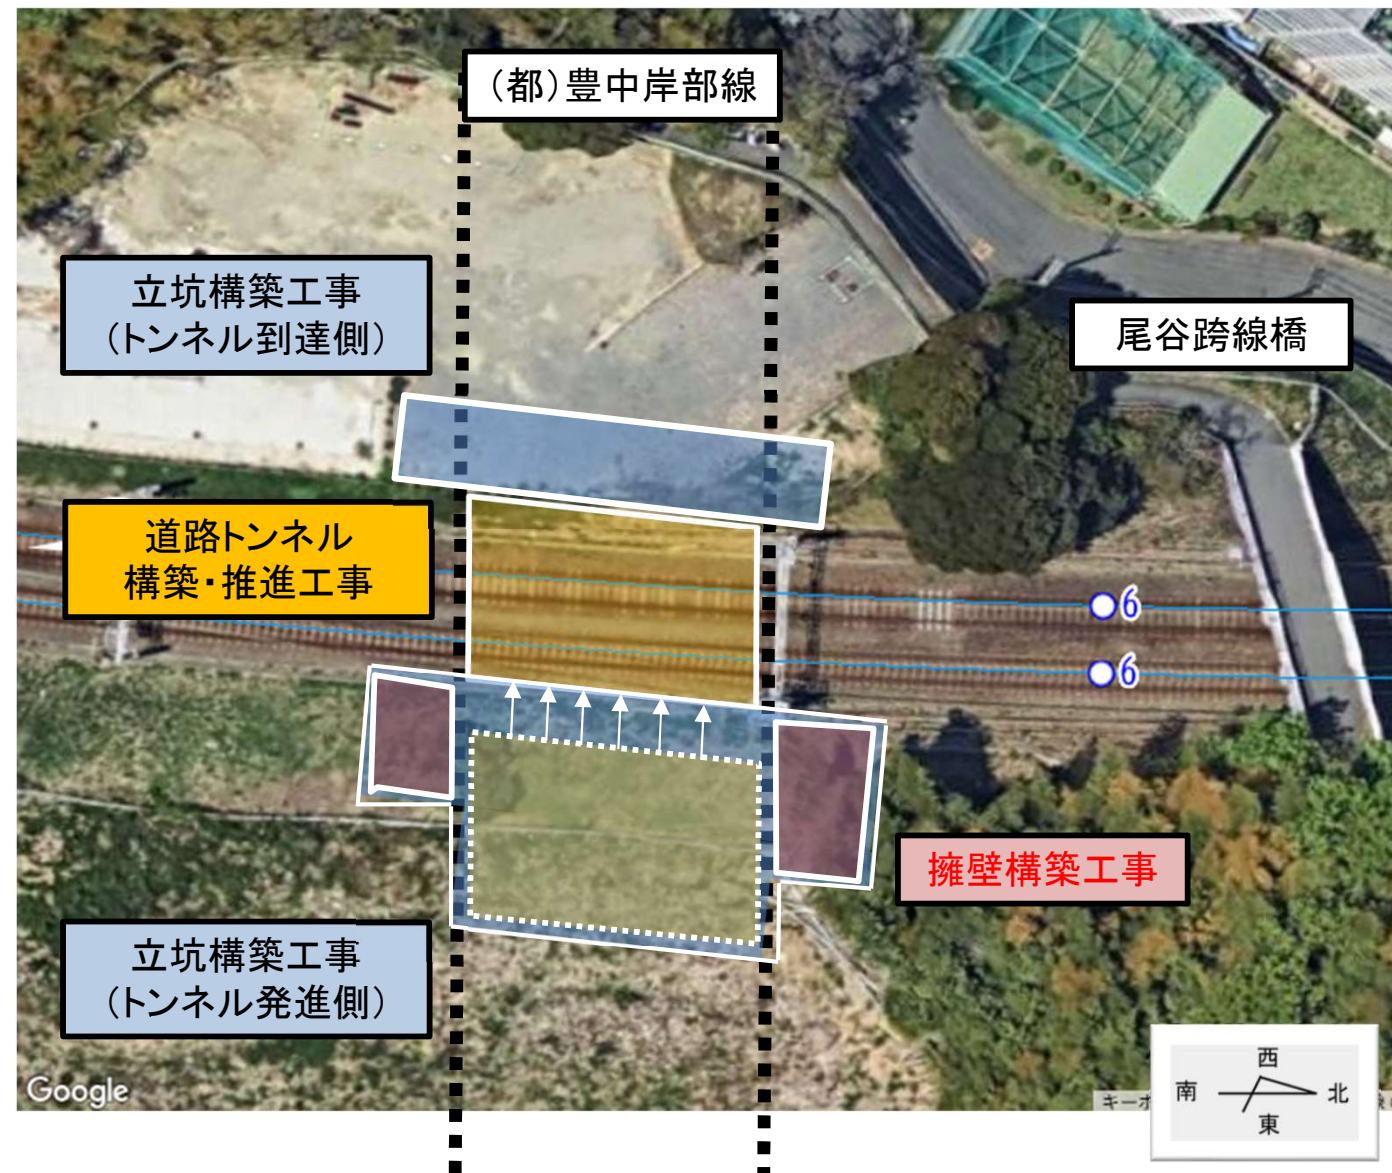 (都)豊中岸部線
立坑構築工事
(トンネル到達側)
尾谷跨線橋
道路トンネル
構築・推進工事
6
6
擁壁構築工事
立坑構築工事
(トンネル発進側)
西
南
北
東
Google
キーボ